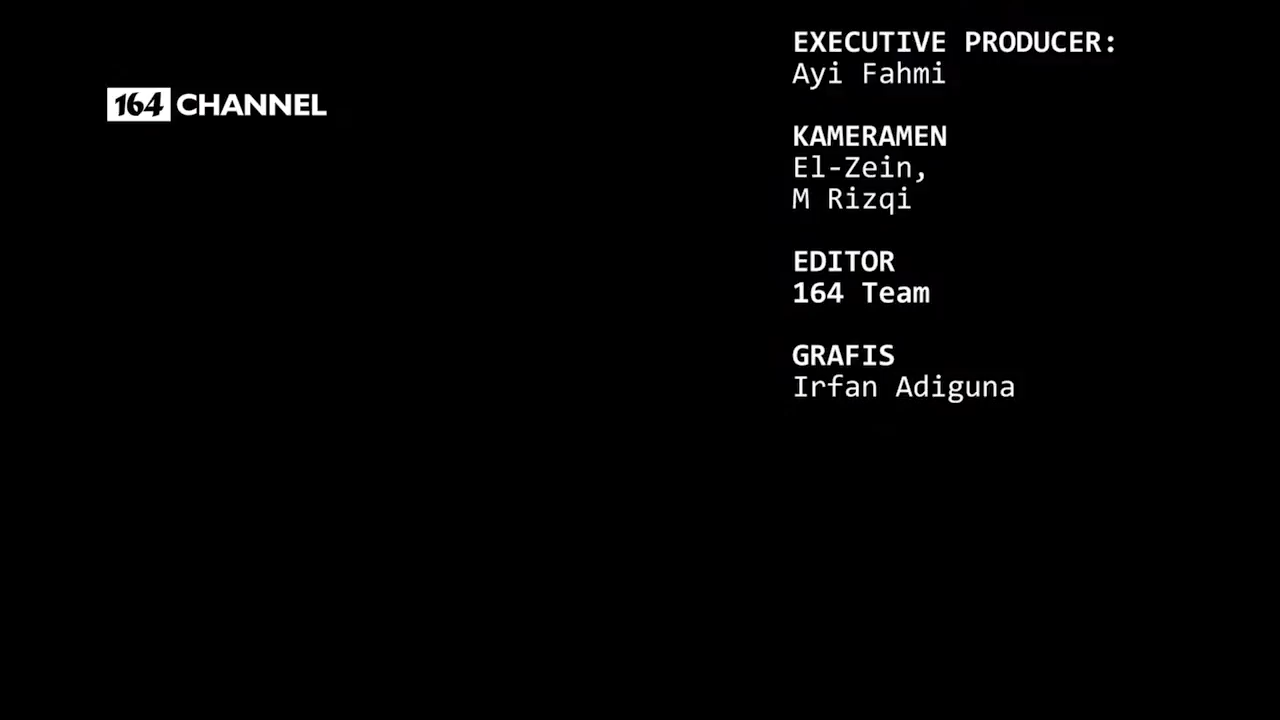 164 CHANNEL
EXECUTIVE PRODUCER:
Ayi Fahmi
KAMERAMEN
El-Zein,
M Rizqi
EDITOR
164 Team
GRAFIS
Irfan Adiguna